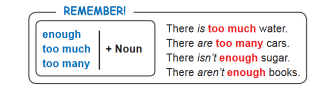 REMEMBER!
enough
too much
too many
+ Noun
There is too much water.
There are too many cars.
There isn't enough sugar.
There aren't enough books.